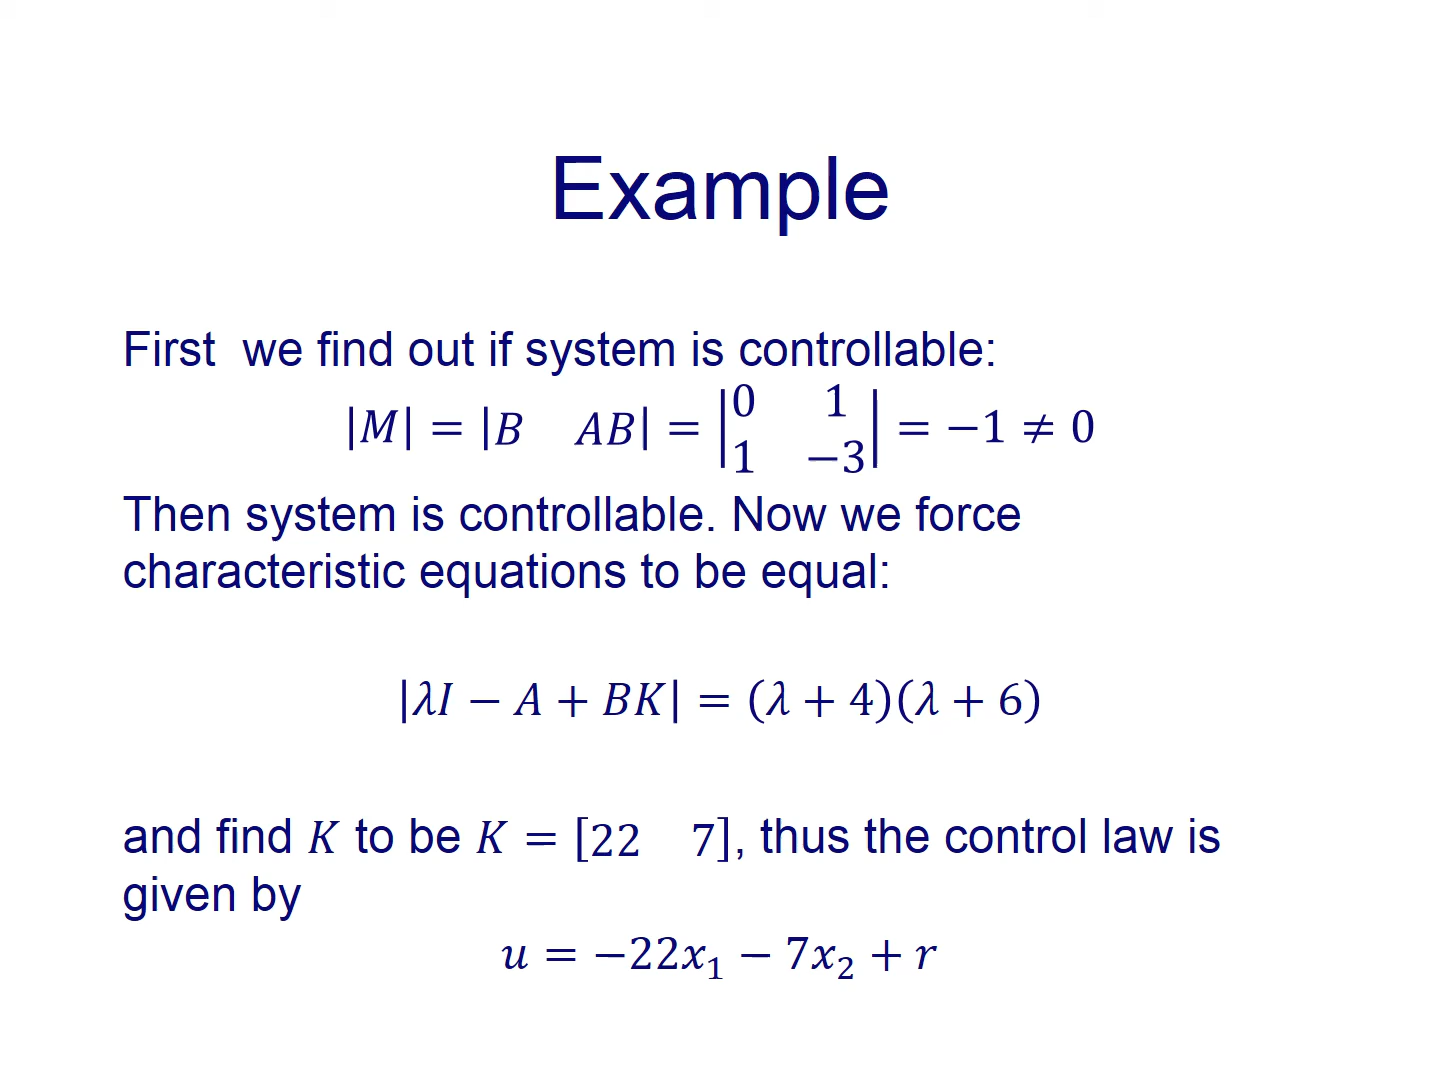 Example
First we find out if system is controllable:
|M| = |B AB| = |0 1; 1 −3| = −1 ≠ 0
Then system is controllable. Now we force
characteristic equations to be equal:
|λI − A + BK| = (λ + 4)(λ + 6)
and find K to be K = [22 7], thus the control law is
given by
u = −22x₁ − 7x₂ + r